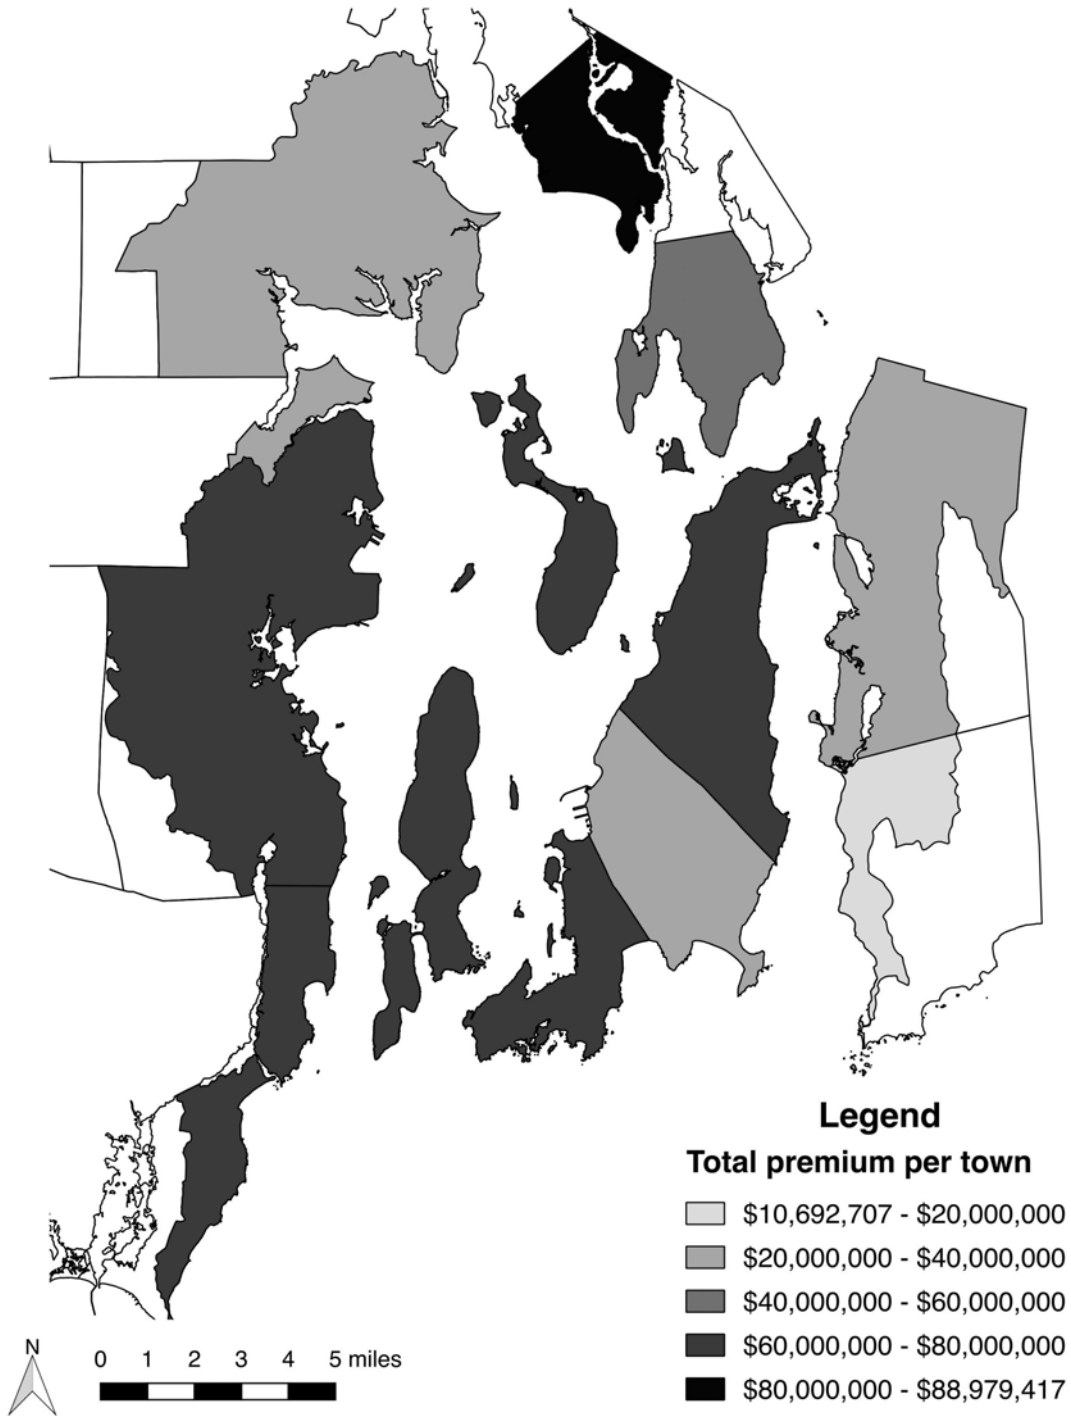 Legend
Total premium per town
$10,692,707 - $20,000,000
$20,000,000 - $40,000,000
$40,000,000 - $60,000,000
$60,000,000 - $80,000,000
$80,000,000 - $88,979,417
N
0 1 2 3 4 5 miles